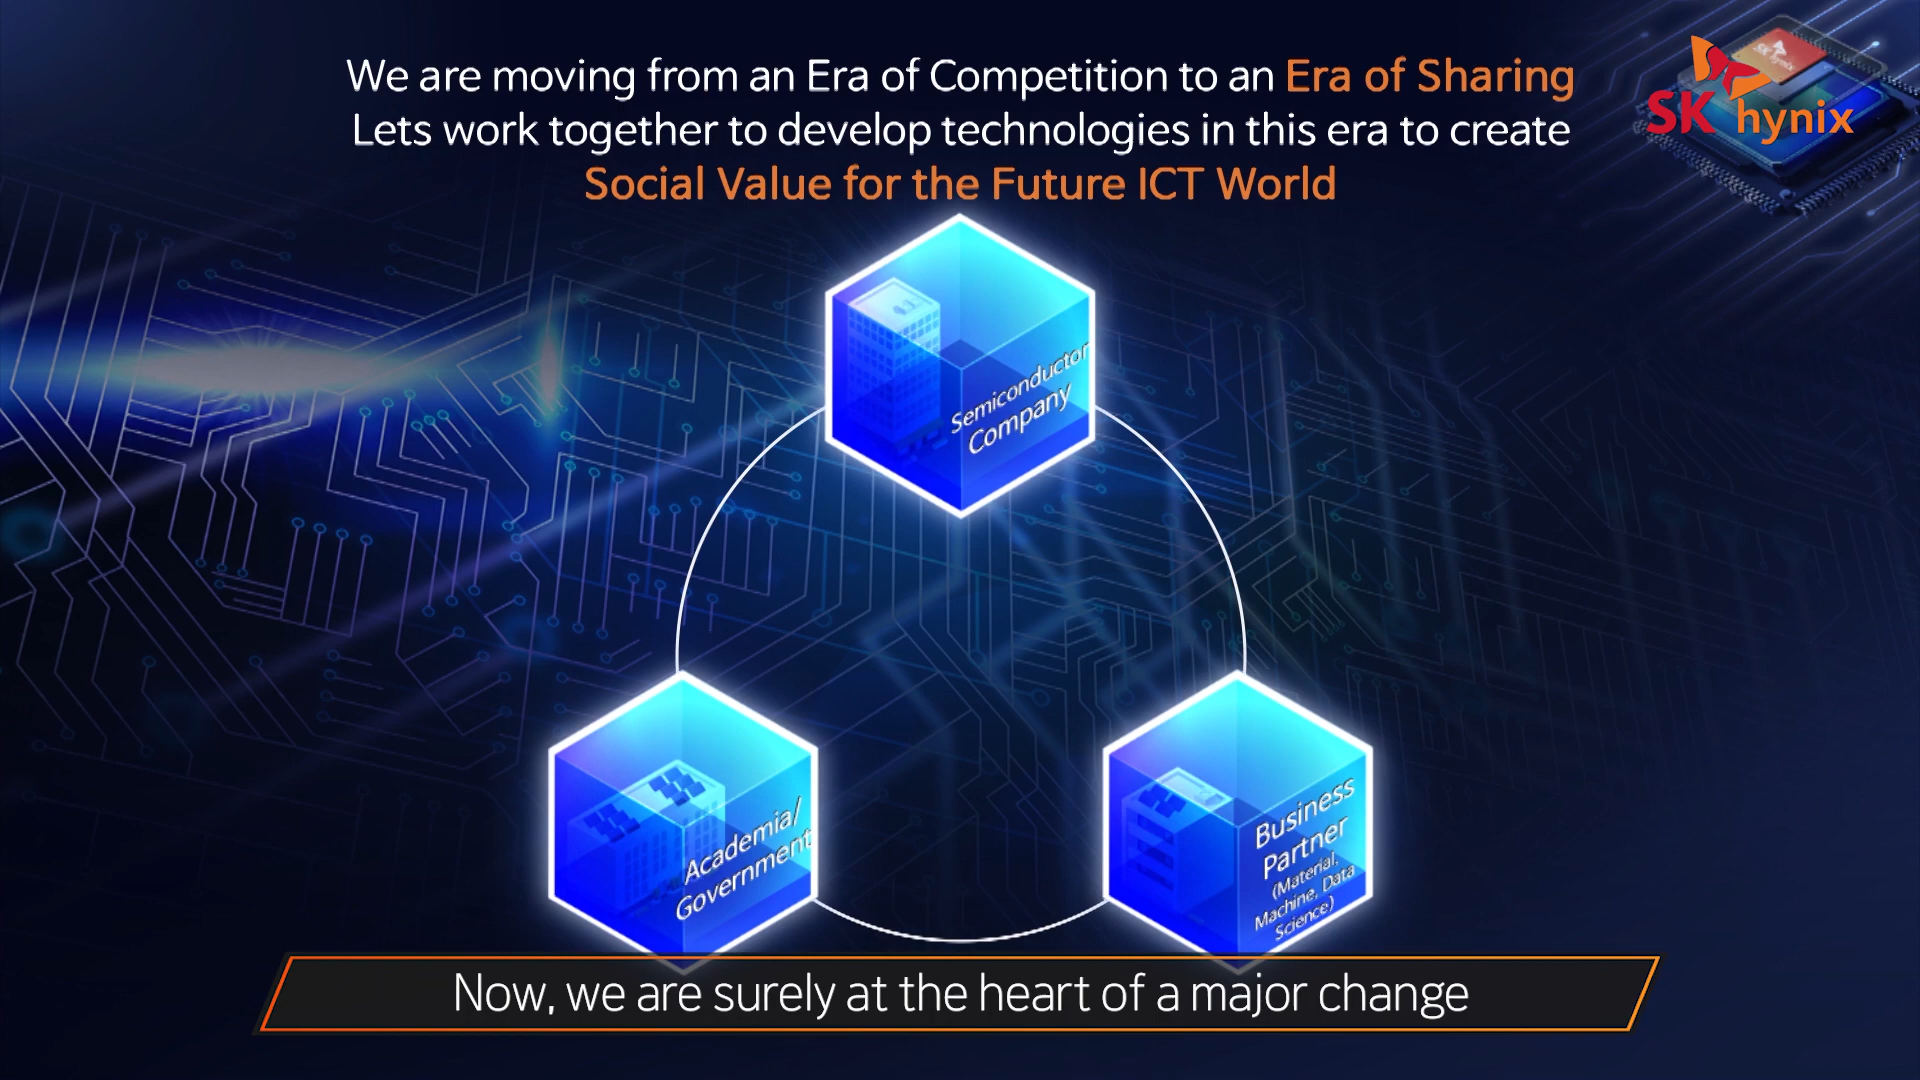 We are moving from an Era of Competition to an Era of Sharing
Lets work together to develop technologies in this era to create
Social Value for the Future ICT World
SK hynix
SK hynix
Semiconductor
Company
Academia/
Government
Business
Partner
(Material,
Machine, Data
Science)
Now, we are surely at the heart of a major change